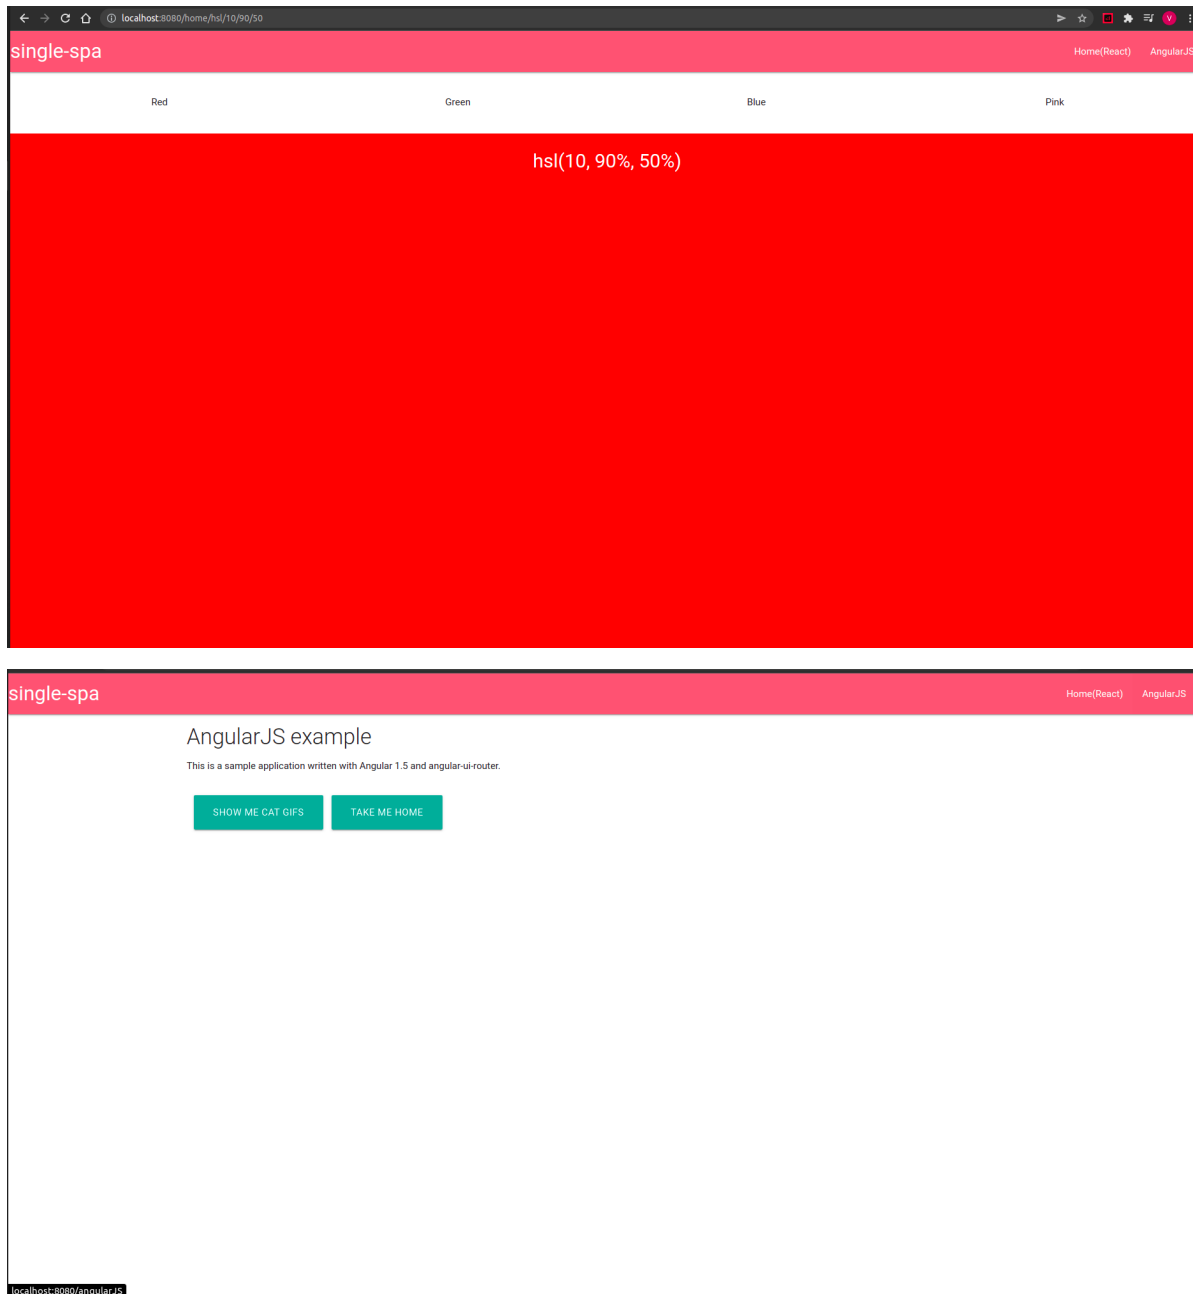 localhost:8080/home/hsl/10/90/50
V
single-spa
Home(React) AngularJS
Red Green Blue Pink
hsl(10, 90%, 50%)
single-spa
Home(React) AngularJS
AngularJS example
This is a sample application written with Angular 1.5 and angular-ui-router.
SHOW ME CAT GIFS TAKE ME HOME
localhost:8080/angularJS